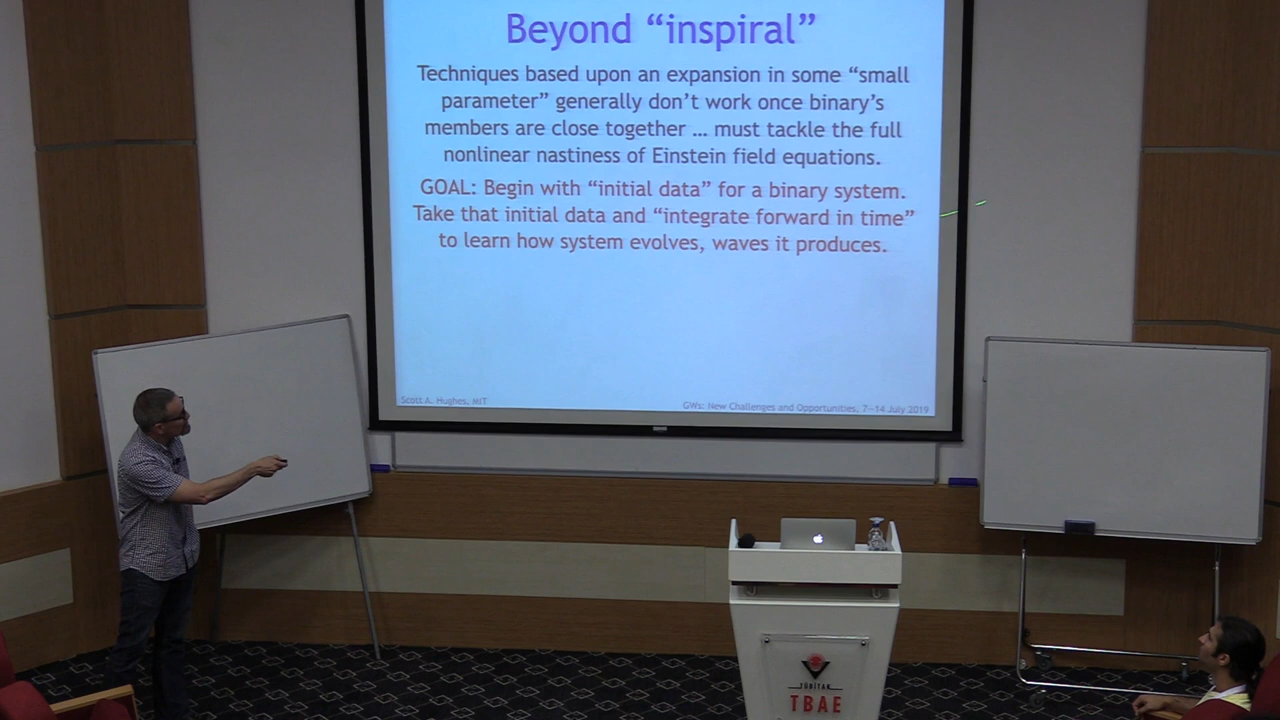 Beyond “inspiral”
Techniques based upon an expansion in some “small
parameter” generally don’t work once binary’s
members are close together … must tackle the full
nonlinear nastiness of Einstein field equations.
GOAL: Begin with “initial data” for a binary system.
Take that initial data and “integrate forward in time”
to learn how system evolves, waves it produces.
Scott A. Hughes, MIT
GWs: New Challenges and Opportunities, 7—14 July 2019
TÜBİTAK
TBAE